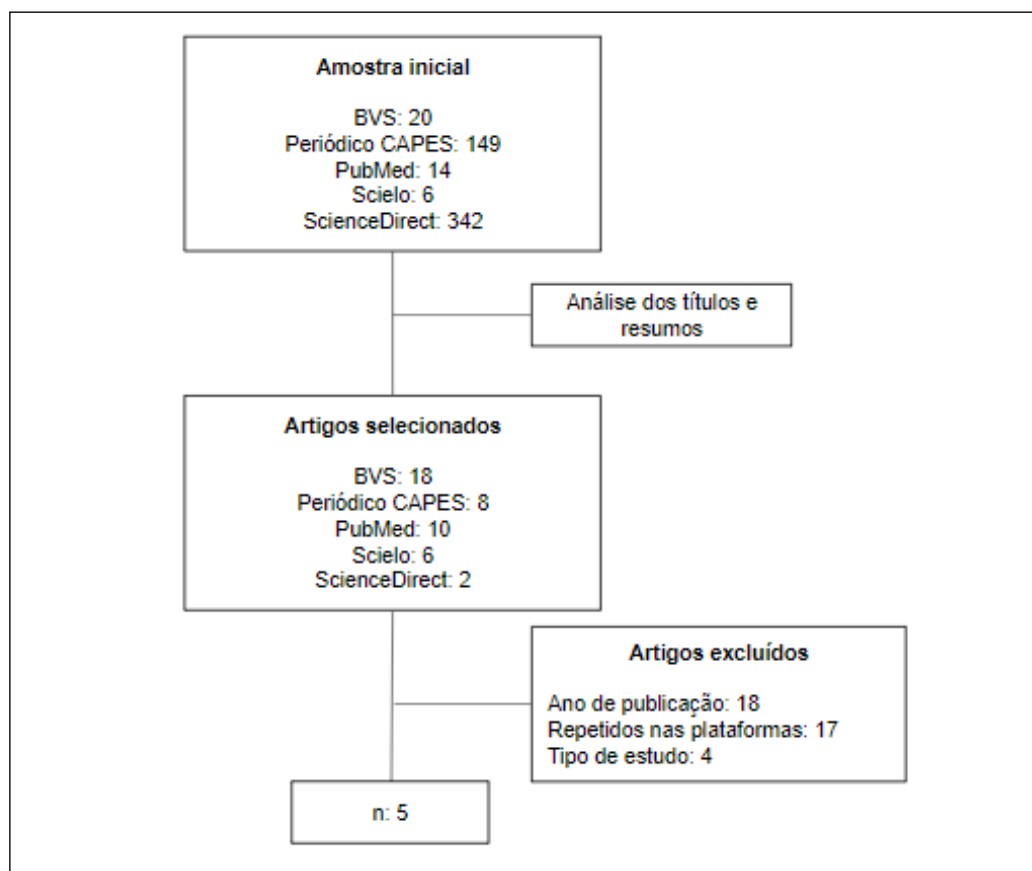 Amostra inicial
BVS: 20
Periódico CAPES: 149
PubMed: 14
Scielo: 6
ScienceDirect: 342
Análise dos títulos e
resumos
Artigos selecionados
BVS: 18
Periódico CAPES: 8
PubMed: 10
Scielo: 6
ScienceDirect: 2
Artigos excluídos
Ano de publicação: 18
Repetidos nas plataformas: 17
Tipo de estudo: 4
n: 5